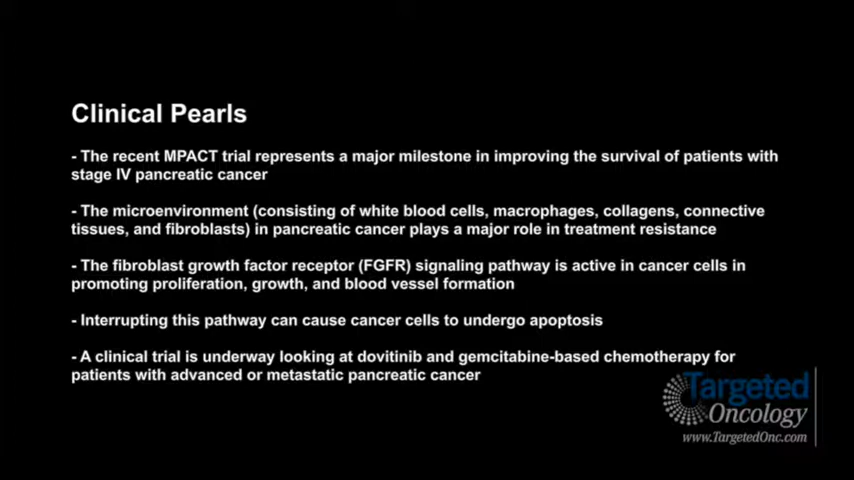 Clinical Pearls
- The recent MPACT trial represents a major milestone in improving the survival of patients with
stage IV pancreatic cancer
- The microenvironment (consisting of white blood cells, macrophages, collagens, connective
tissues, and fibroblasts) in pancreatic cancer plays a major role in treatment resistance
- The fibroblast growth factor receptor (FGFR) signaling pathway is active in cancer cells in
promoting proliferation, growth, and blood vessel formation
- Interrupting this pathway can cause cancer cells to undergo apoptosis
- A clinical trial is underway looking at dovitinib and gemcitabine-based chemotherapy for
patients with advanced or metastatic pancreatic cancer
Targeted
Oncology
www.TargetedOnc.com